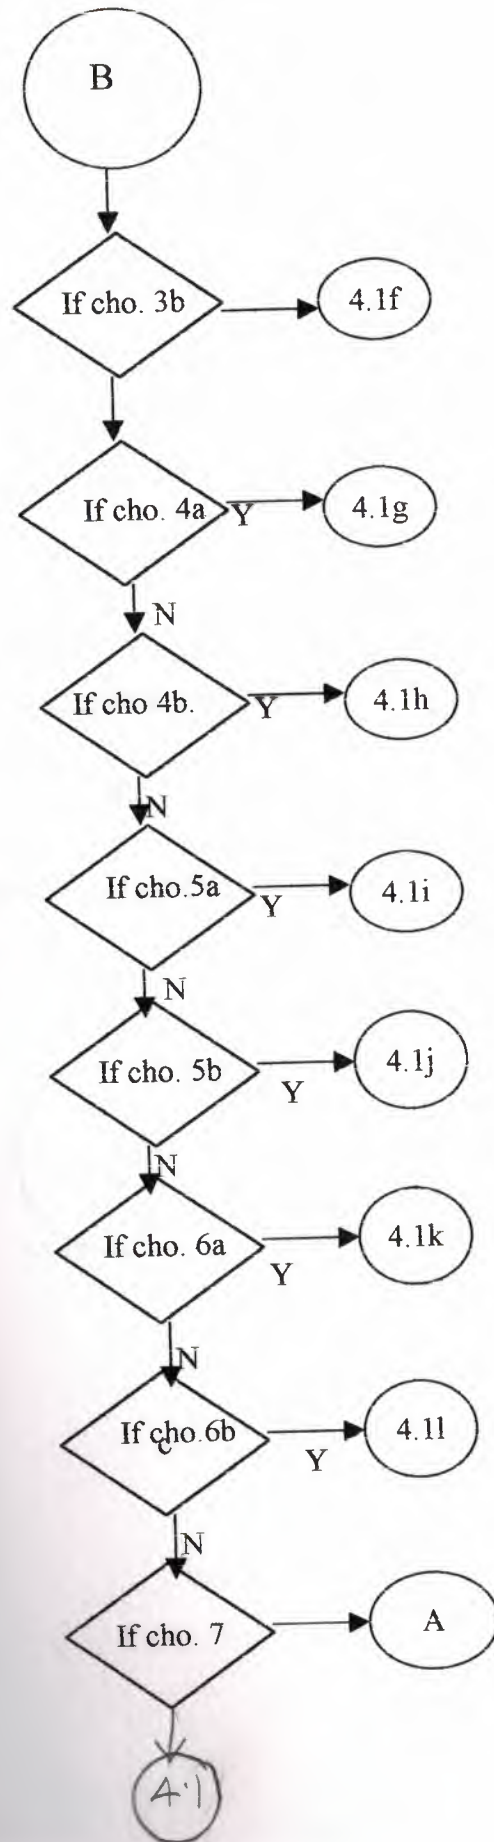 B
If cho. 3b
4.1f
If cho. 4a
Y
4.1g
N
If cho 4b.
Y
4.1h
N
If cho.5a
Y
4.1i
N
If cho. 5b
Y
4.1j
N
If cho. 6a
Y
4.1k
N
If cho.6b
c
Y
4.1l
N
If cho. 7
A
4.1